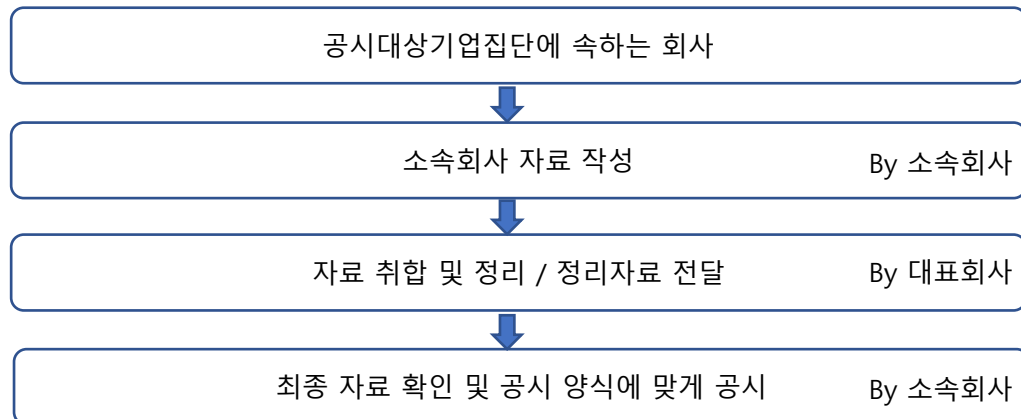 공시대상기업집단에 속하는 회사
소속회사 자료 작성 By 소속회사
자료 취합 및 정리 / 정리자료 전달 By 대표회사
최종 자료 확인 및 공시 양식에 맞게 공시 By 소속회사